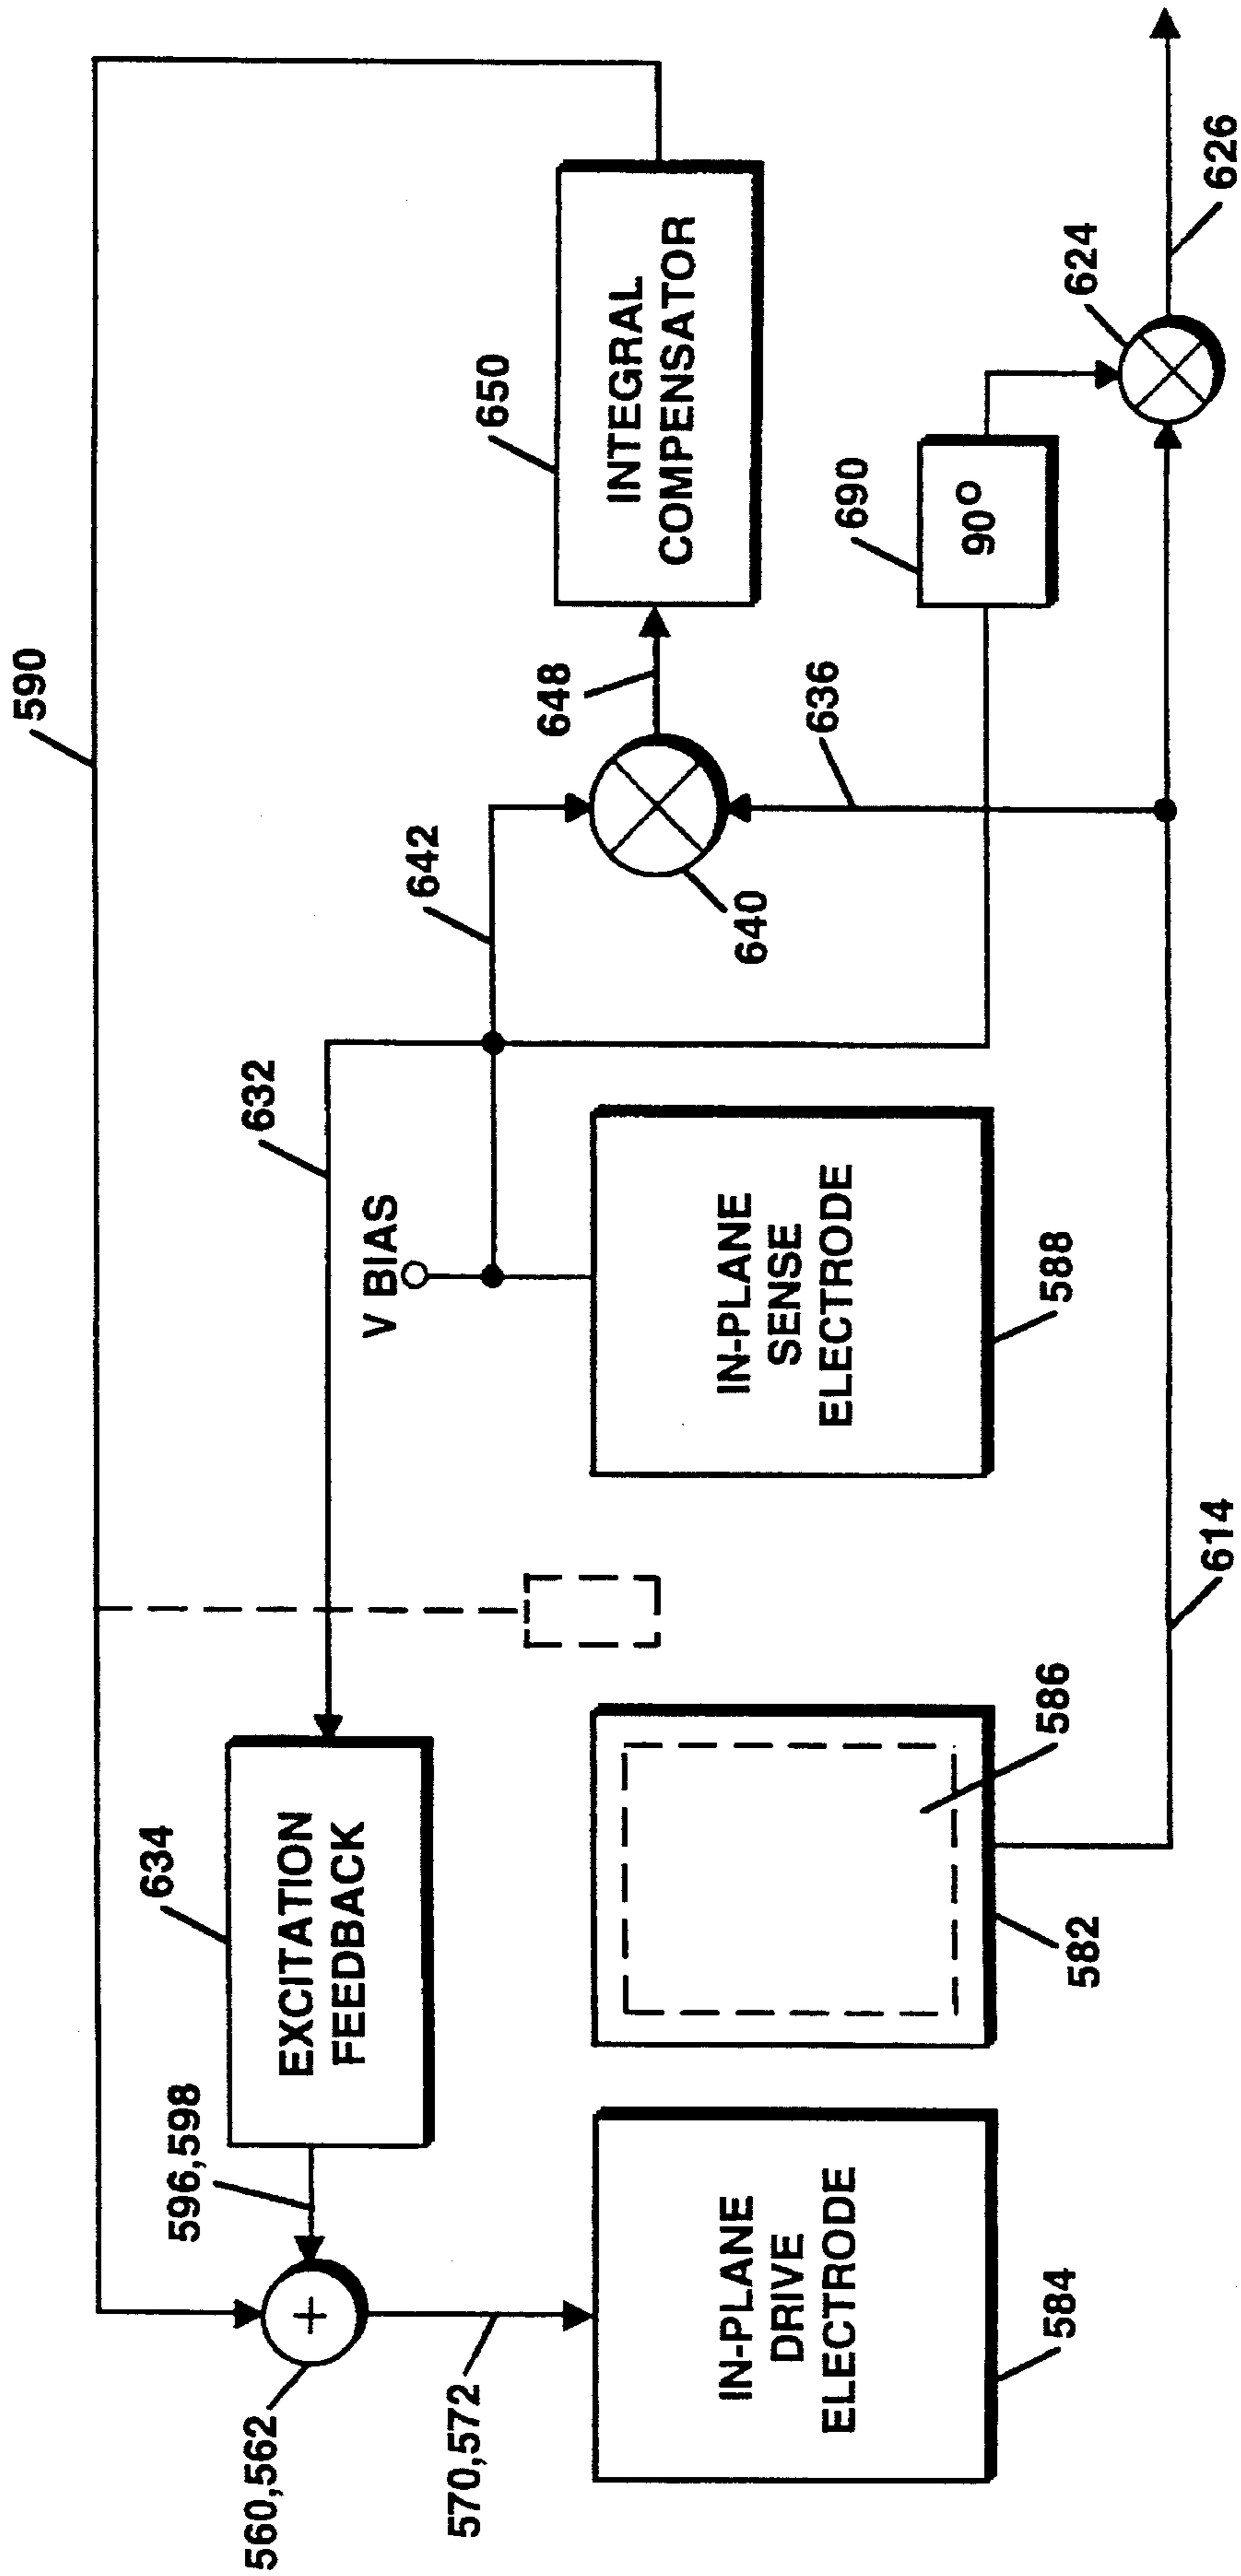 590
632
642
650
INTEGRAL
COMPENSATOR
648
640
636
690
90°
624
626
V BIAS
634
EXCITATION
FEEDBACK
596,598
+
560,562
570,572
IN-PLANE
DRIVE
ELECTRODE
584
582
586
IN-PLANE
SENSE
ELECTRODE
588
614